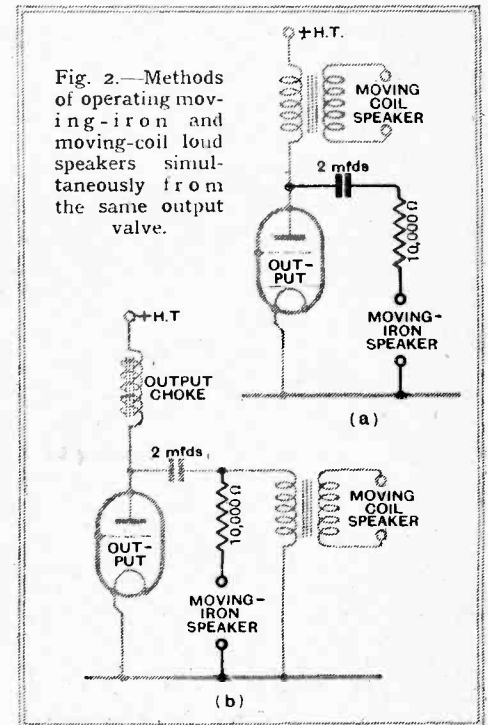 Fig. 2.—Methods
of operating mov-
ing-iron and
moving-coil loud
speakers simul-
taneously from
the same output
valve.
+H.T.
MOVING
COIL
SPEAKER
2 mfds
10,000 Ω
OUT-
PUT
MOVING-
IRON
SPEAKER
(a)
+H.T
OUTPUT
CHOKE
2 mfds,
10,000 Ω
MOVING
COIL
SPEAKER
OUT-
PUT
MOVING-
IRON
SPEAKER
(b)